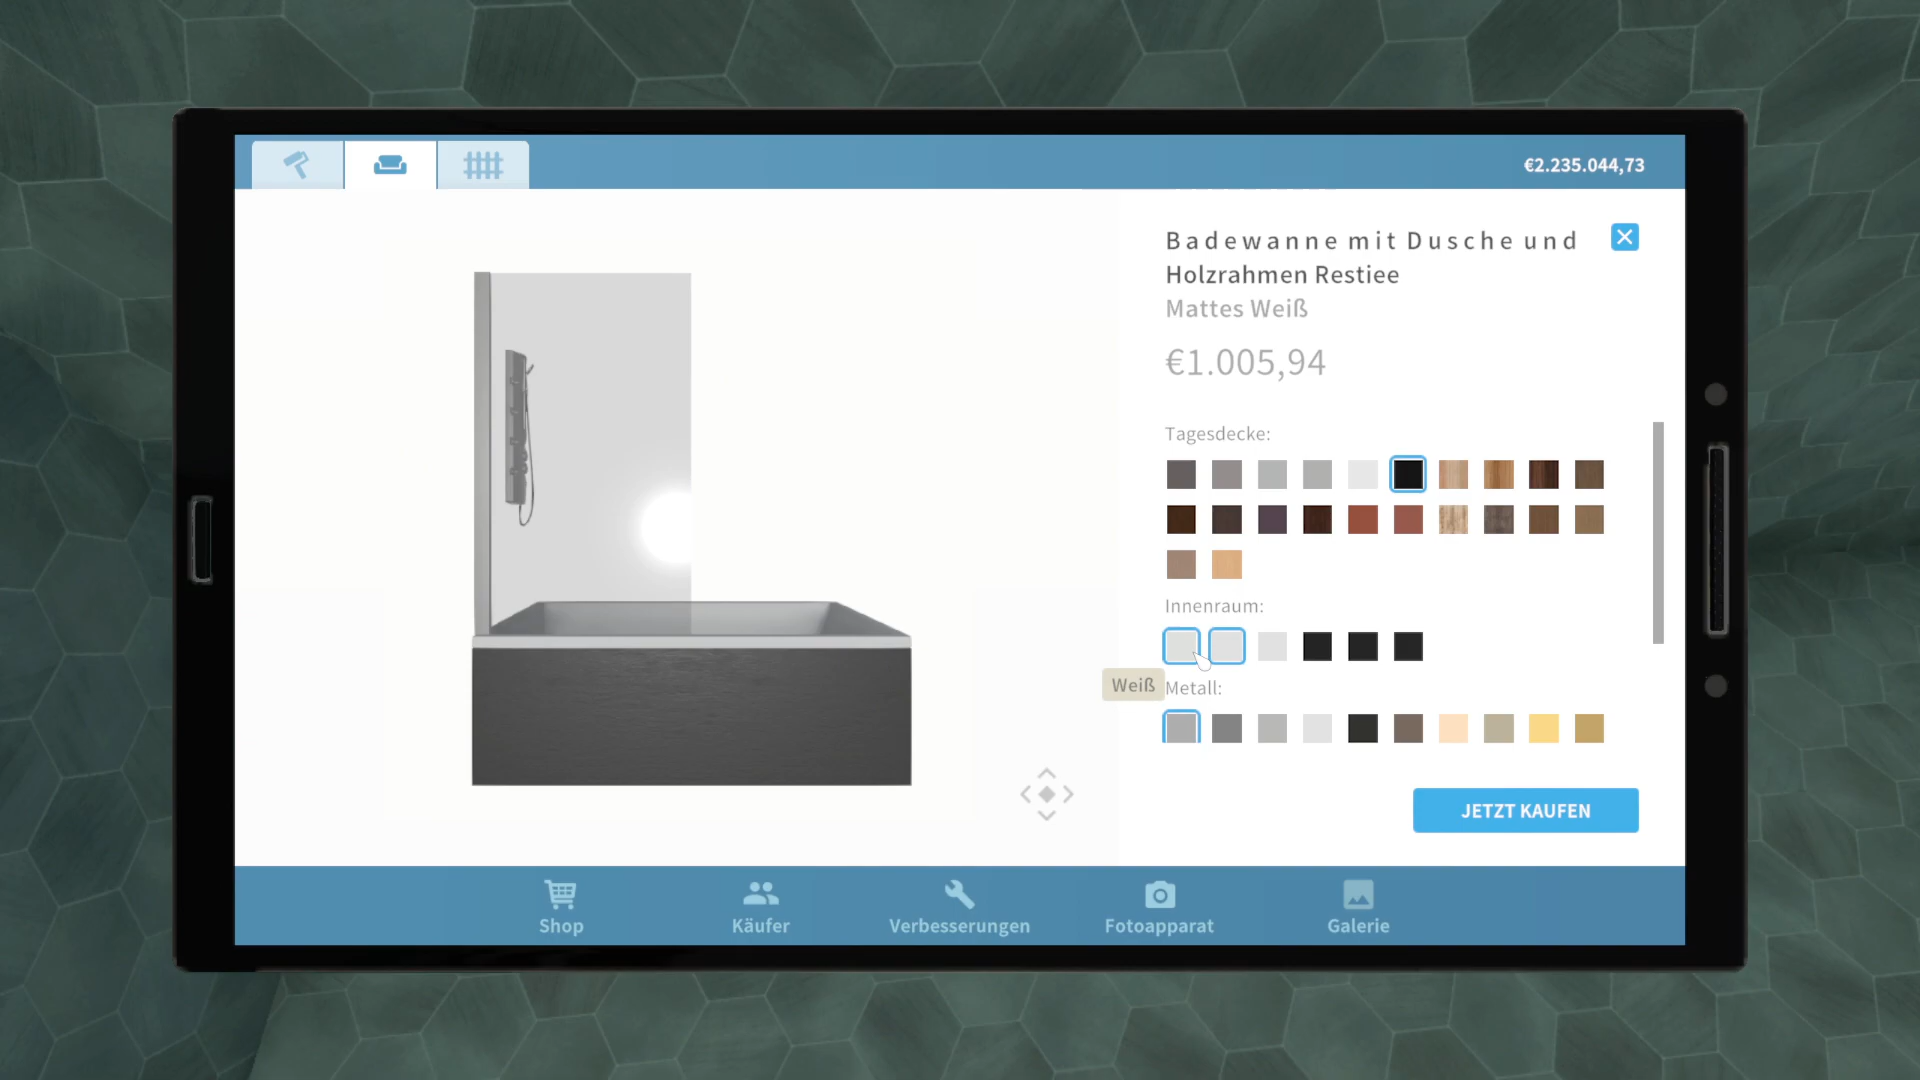 €2.235.044,73
Badewanne mit Dusche und
Holzrahmen Restiee
Mattes Weiß
€1.005,94
Tagesdecke:
Innenraum:
Weiß
Metall:
JETZT KAUFEN
Shop
Käufer
Verbesserungen
Fotoapparat
Galerie